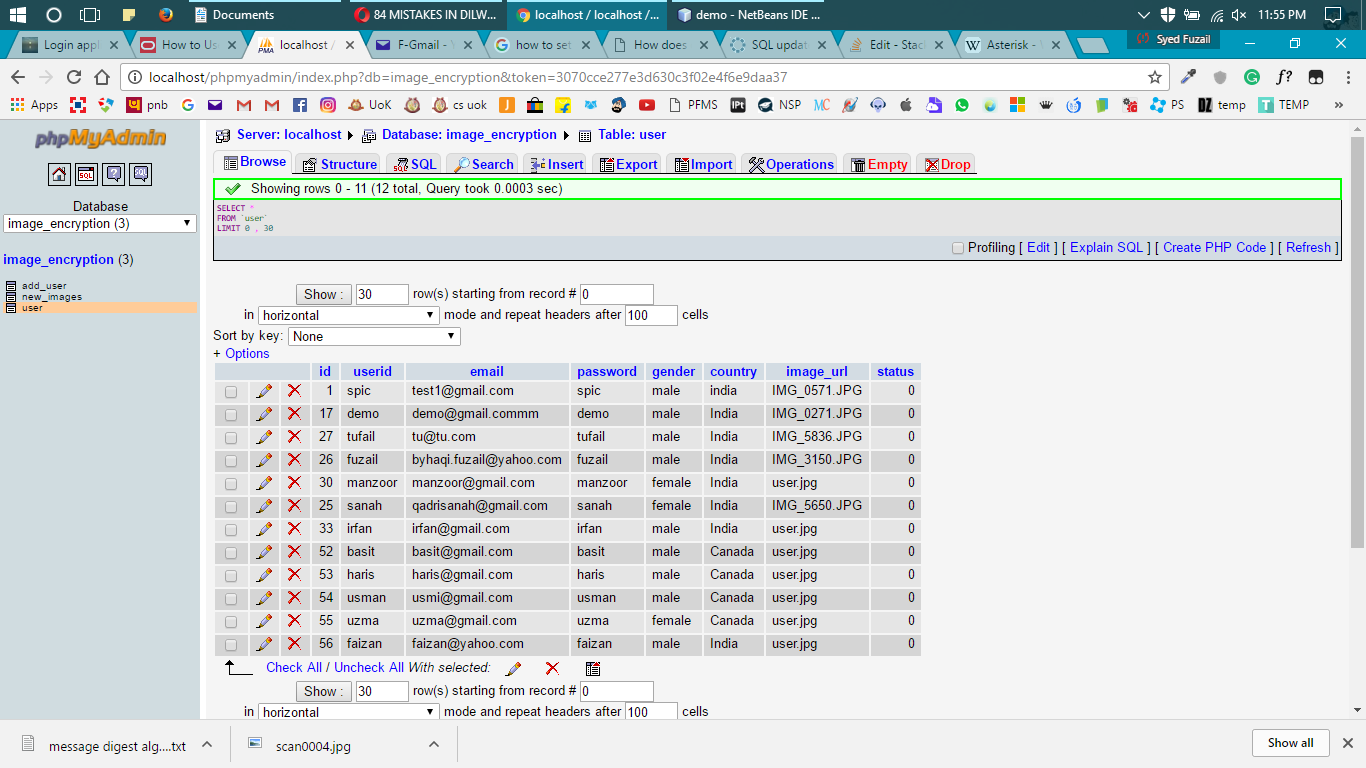 Documents
84 MISTAKES IN DILW...
localhost / localhost /...
demo - NetBeans IDE ...
11:55 PM
Login appl
How to Us
localhost /
F-Gmail - 
how to set
How does
SQL updat
Edit - Stac
Asterisk - 
Syed Fuzail
localhost/phpmyadmin/index.php?db=image_encryption&token=3070cce277e3d630c3f02e4f6e9daa37
Apps pnb UoK cs uok PFMS NSP PS temp TEMP »
phpMyAdmin
Database
image_encryption (3)
image_encryption (3)
add_user
new_images
user
Server: localhost Database: image_encryption Table: user
Browse Structure SQL Search Insert Export Import Operations Empty Drop
Showing rows 0 - 11 (12 total, Query took 0.0003 sec)
SELECT *
FROM `user`
LIMIT 0 , 30
Profiling [ Edit ] [ Explain SQL ] [ Create PHP Code ] [ Refresh ]
Show : 30 row(s) starting from record # 0
in horizontal mode and repeat headers after 100 cells
Sort by key: None
+ Options
id userid email password gender country image_url status
1 spic test1@gmail.com spic male india IMG_0571.JPG 0
17 demo demo@gmail.commm demo male India IMG_0271.JPG 0
27 tufail tu@tu.com tufail male India IMG_5836.JPG 0
26 fuzail byhaqi.fuzail@yahoo.com fuzail male India IMG_3150.JPG 0
30 manzoor manzoor@gmail.com manzoor female India user.jpg 0
25 sanah qadrisanah@gmail.com sanah female India IMG_5650.JPG 0
33 irfan irfan@gmail.com irfan male India user.jpg 0
52 basit basit@gmail.com basit male Canada user.jpg 0
53 haris haris@gmail.com haris male Canada user.jpg 0
54 usman usmi@gmail.com usman male Canada user.jpg 0
55 uzma uzma@gmail.com uzma female Canada user.jpg 0
56 faizan faizan@yahoo.com faizan male India user.jpg 0
Check All / Uncheck All With selected:
Show : 30 row(s) starting from record # 0
in horizontal mode and repeat headers after 100 cells
message digest alg....txt
scan0004.jpg
Show all